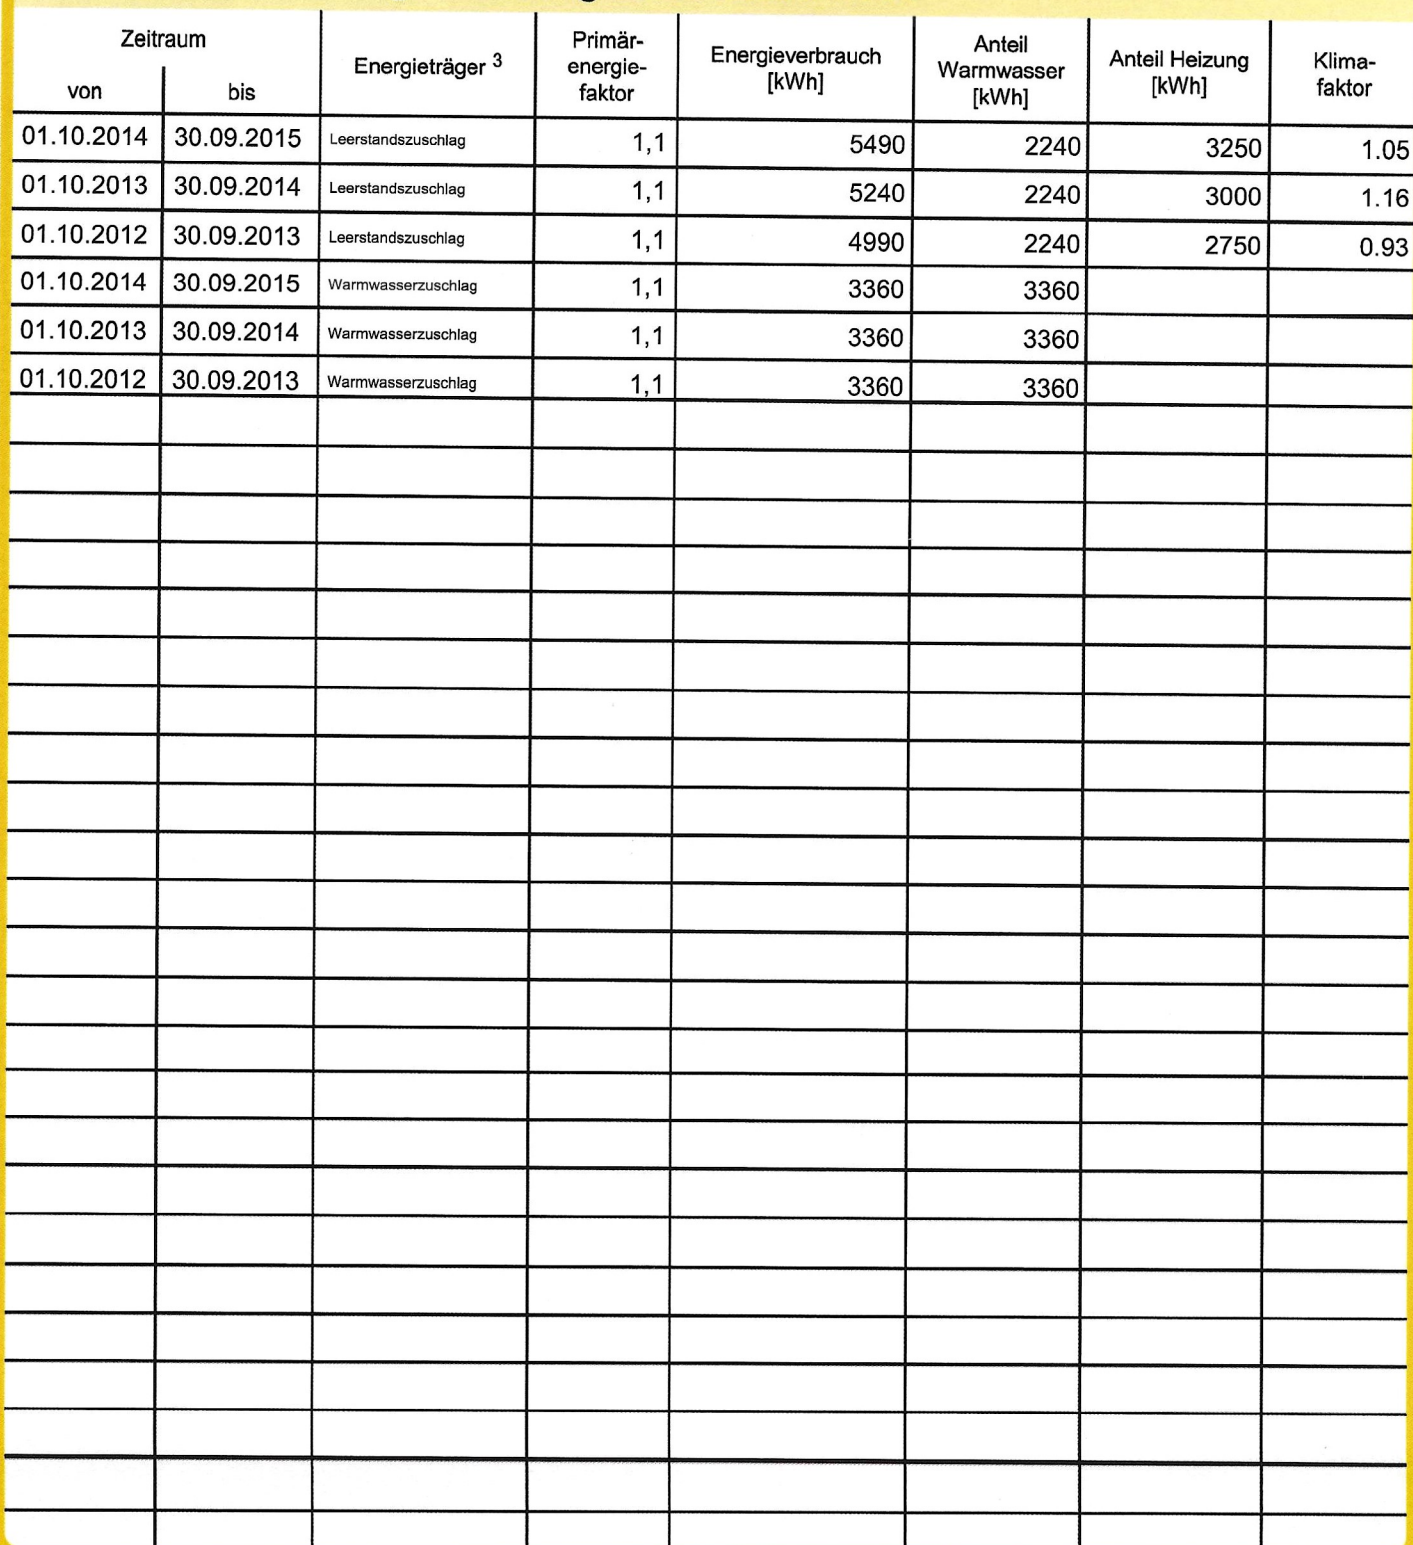 Zeitraum
von bis
Energieträger 3
Primär-
energie-
faktor
Energieverbrauch
[kWh]
Anteil
Warmwasser
[kWh]
Anteil Heizung
[kWh]
Klima-
faktor
01.10.2014 30.09.2015 Leerstandszuschlag 1,1 5490 2240 3250 1.05
01.10.2013 30.09.2014 Leerstandszuschlag 1,1 5240 2240 3000 1.16
01.10.2012 30.09.2013 Leerstandszuschlag 1,1 4990 2240 2750 0.93
01.10.2014 30.09.2015 Warmwasserzuschlag 1,1 3360 3360
01.10.2013 30.09.2014 Warmwasserzuschlag 1,1 3360 3360
01.10.2012 30.09.2013 Warmwasserzuschlag 1,1 3360 3360